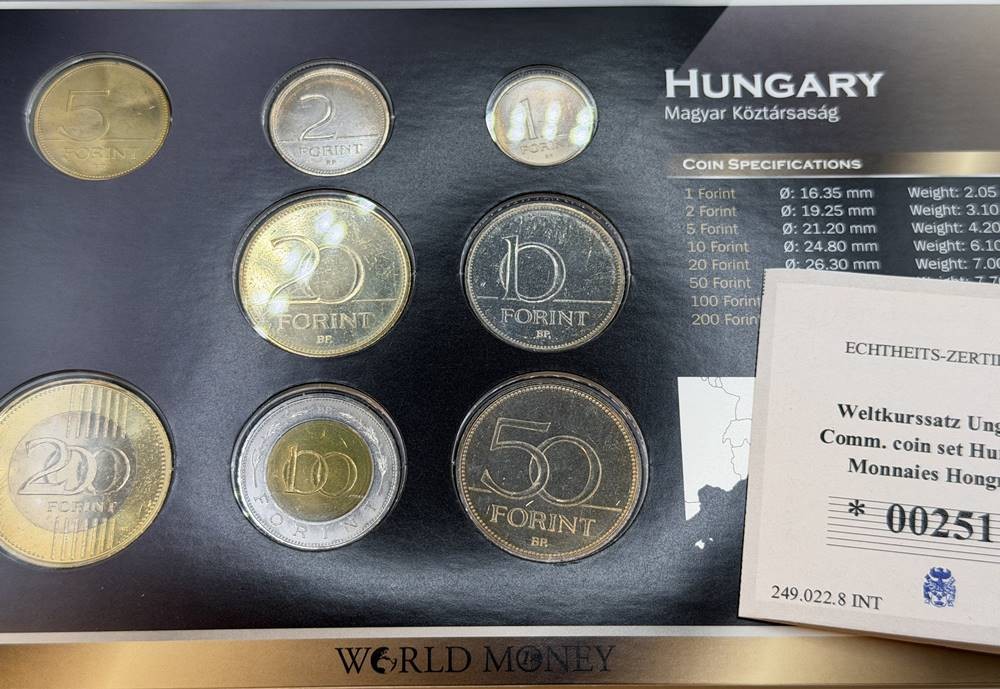 5
FORINT
2
FORINT
BP.
1
FORINT
BP.
20
FORINT
BP.
10
FORINT
BP.
200
FORINT
100
FORINT
50
FORINT
BP.
HUNGARY
Magyar Köztársaság
COIN SPECIFICATIONS
1 Forint Ø: 16.35 mm Weight: 2.05
2 Forint Ø: 19.25 mm Weight: 3.10
5 Forint Ø: 21.20 mm Weight: 4.20
10 Forint Ø: 24.80 mm Weight: 6.10
20 Forint Ø: 26.30 mm Weight: 7.00
50 Forint
100 Forint
200 Forin
ECHTHEITS-ZERTI
Weltkurssatz Ung
Comm. coin set Hu
Monnaies Hongr
* 00251
249.022.8 INT
WORLD MONEY